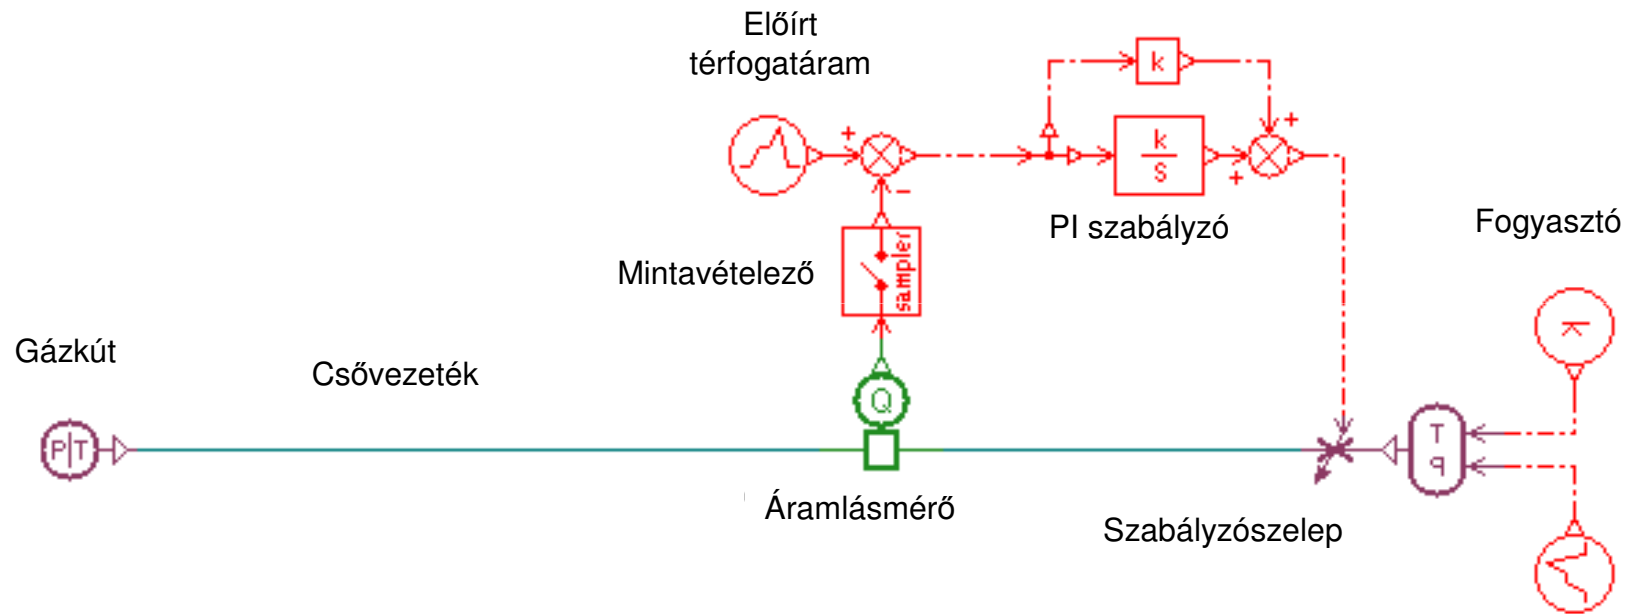 Előírt
térfogatáram
k
+
k
s
+
+
−
PI szabályzó
Fogyasztó
sampler
Mintavételező
K
Gázkút
Csővezeték
Q
P|T
T
q
Áramlásmérő
Szabályzószelep